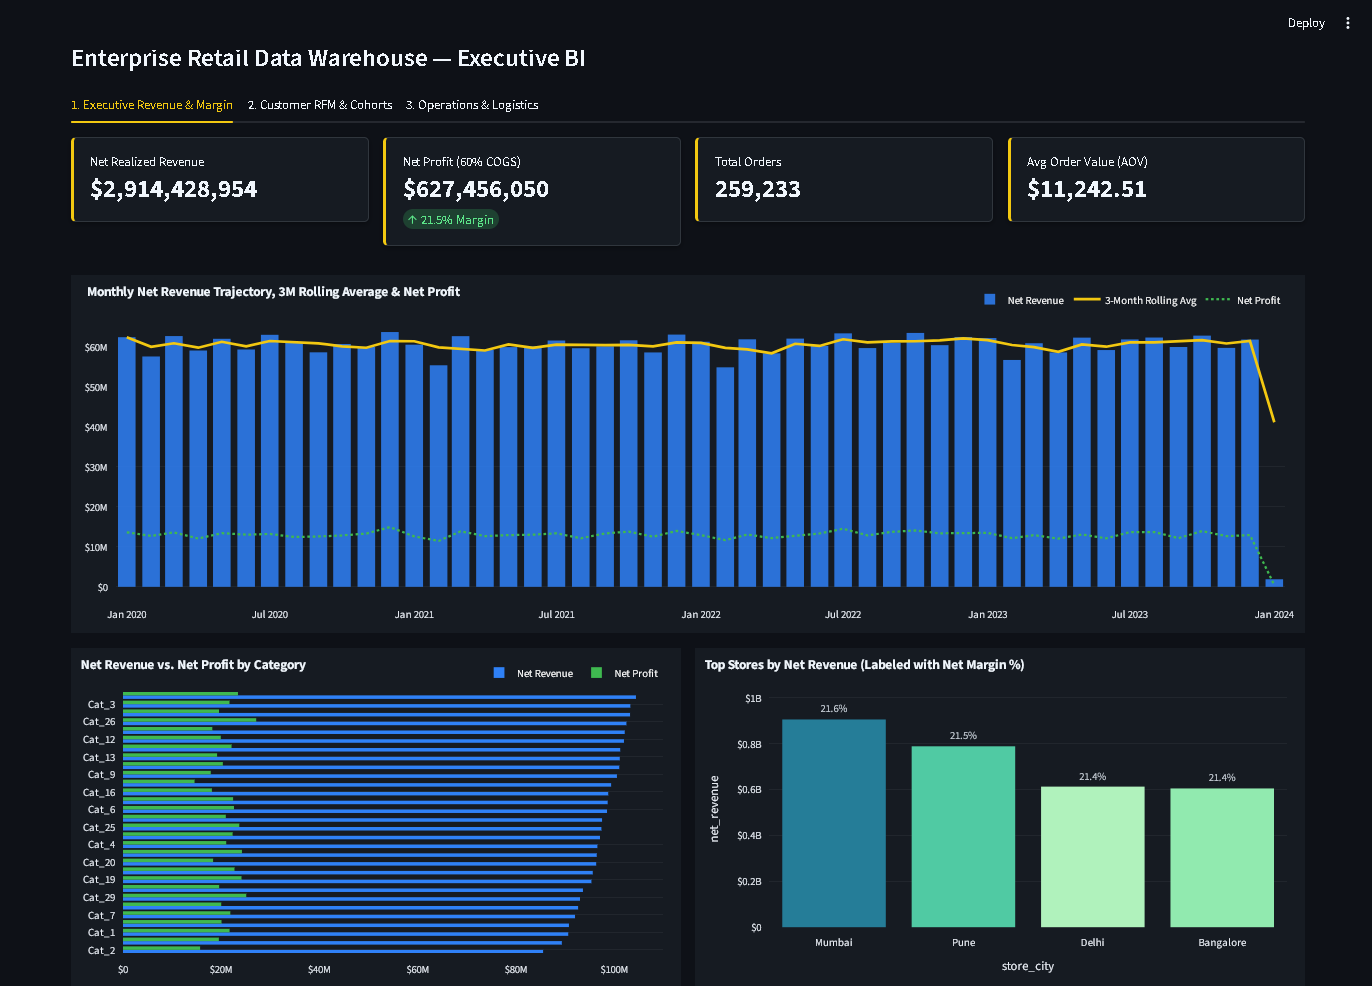 Deploy
Enterprise Retail Data Warehouse — Executive BI
1. Executive Revenue & Margin 2. Customer RFM & Cohorts 3. Operations & Logistics
Net Realized Revenue
$2,914,428,954
Net Profit (60% COGS)
$627,456,050
↑ 21.5% Margin
Total Orders
259,233
Avg Order Value (AOV)
$11,242.51
Monthly Net Revenue Trajectory, 3M Rolling Average & Net Profit
Net Revenue 3-Month Rolling Avg Net Profit
$60M
$50M
$40M
$30M
$20M
$10M
$0
Jan 2020 Jul 2020 Jan 2021 Jul 2021 Jan 2022 Jul 2022 Jan 2023 Jul 2023 Jan 2024
Net Revenue vs. Net Profit by Category
Net Revenue Net Profit
Cat_3
Cat_26
Cat_12
Cat_13
Cat_9
Cat_16
Cat_6
Cat_25
Cat_4
Cat_20
Cat_19
Cat_29
Cat_7
Cat_1
Cat_2
$0 $20M $40M $60M $80M $100M
Top Stores by Net Revenue (Labeled with Net Margin %)
$1B
$0.8B
$0.6B
$0.4B
$0.2B
$0
net_revenue
21.6%
21.5%
21.4%
21.4%
Mumbai Pune Delhi Bangalore
store_city